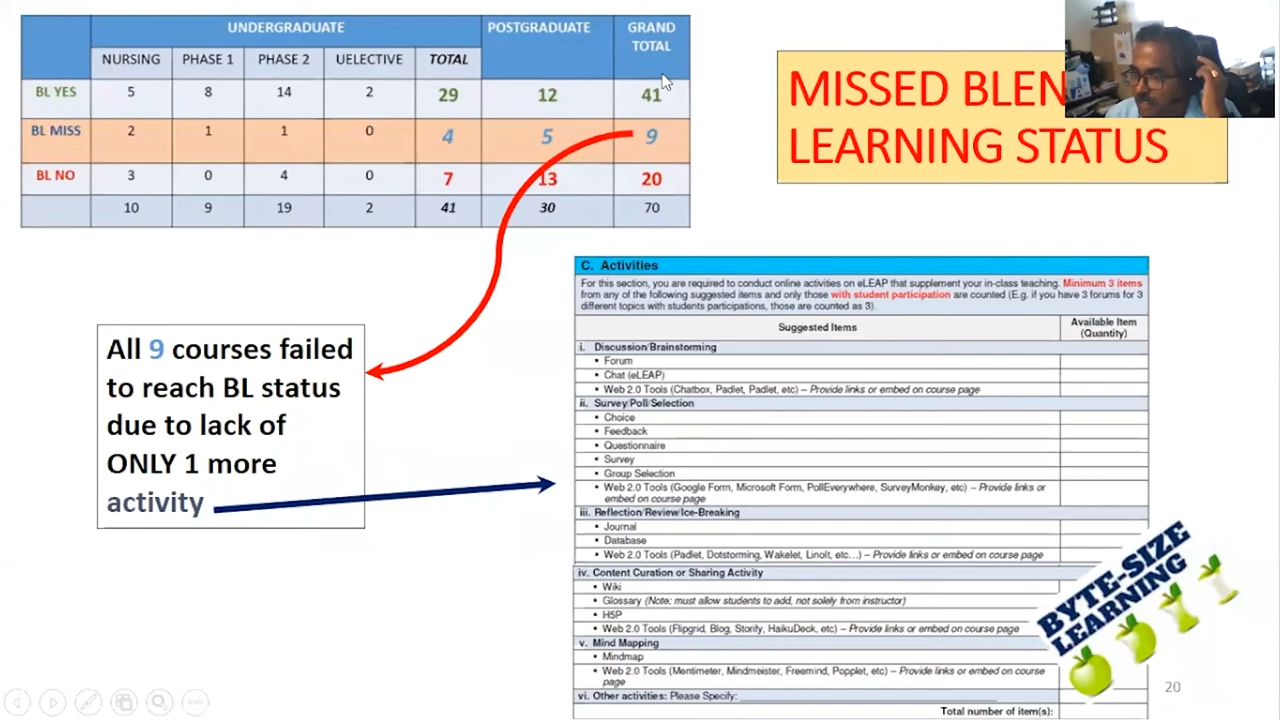 UNDERGRADUATE POSTGRADUATE GRAND TOTAL
NURSING PHASE 1 PHASE 2 UELECTIVE TOTAL
BL YES 5 8 14 2 29 12 41
BL MISS 2 1 1 0 4 5 9
BL NO 3 0 4 0 7 13 20
10 9 19 2 41 30 70
MISSED BLEN
LEARNING STATUS
All 9 courses failed
to reach BL status
due to lack of
ONLY 1 more
activity
C. Activities
For this section, you are required to conduct online activities on eLEAP that supplement your in-class teaching. Minimum 3 items
from any of the following suggested items and only those with student participation are counted (E.g. if you have 3 forums for 3
different topics with students participations, those are counted as 3).
Suggested Items Available Item
(Quantity)
i. Discussion/Brainstorming
• Forum
• Chat (eLEAP)
• Web 2.0 Tools (Chatbox, Padlet, Padlet, etc) – Provide links or embed on course page
ii. Survey/Poll/Selection
• Choice
• Feedback
• Questionnaire
• Survey
• Group Selection
• Web 2.0 Tools (Google Form, Microsoft Form, PollEverywhere, SurveyMonkey, etc) – Provide links or
embed on course page
iii. Reflection/Review/Ice-Breaking
• Journal
• Database
• Web 2.0 Tools (Padlet, Dotstorming, Wakelet, LinoIt, etc...) – Provide links or embed on course page
iv. Content Curation or Sharing Activity
• Wiki
• Glossary (Note: must allow students to add, not solely from instructor)
• H5P
• Web 2.0 Tools (Flipgrid, Blog, Storify, HaikuDeck, etc) – Provide links or embed on course page
v. Mind Mapping
• Mindmap
• Web 2.0 Tools (Mentimeter, Mindmeister, Freemind, Popplet, etc) – Provide links or embed on course
page
vi. Other activities: Please Specify:
Total number of item(s):
BYTE-SIZE
LEARNING
20